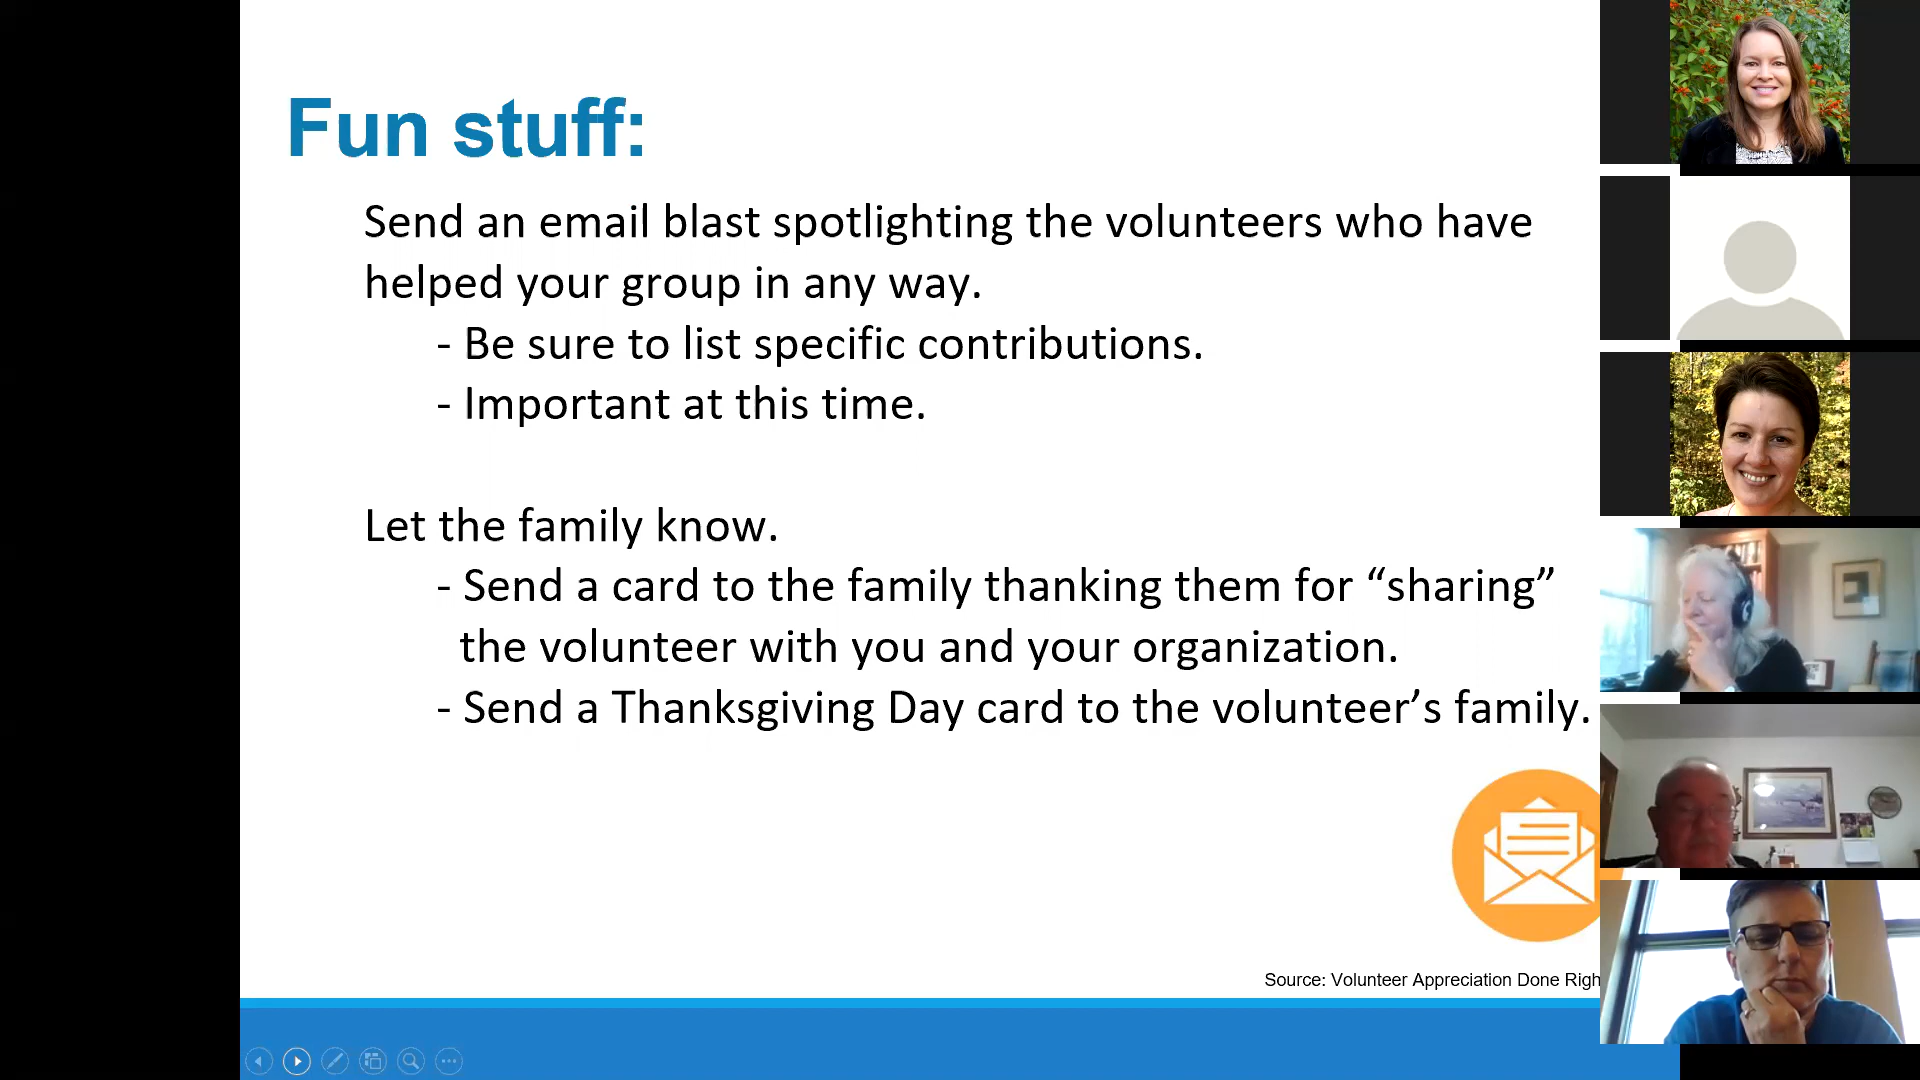 Fun stuff:
Send an email blast spotlighting the volunteers who have
helped your group in any way.
- Be sure to list specific contributions.
- Important at this time.
Let the family know.
- Send a card to the family thanking them for “sharing”
the volunteer with you and your organization.
- Send a Thanksgiving Day card to the volunteer’s family.
Source: Volunteer Appreciation Done